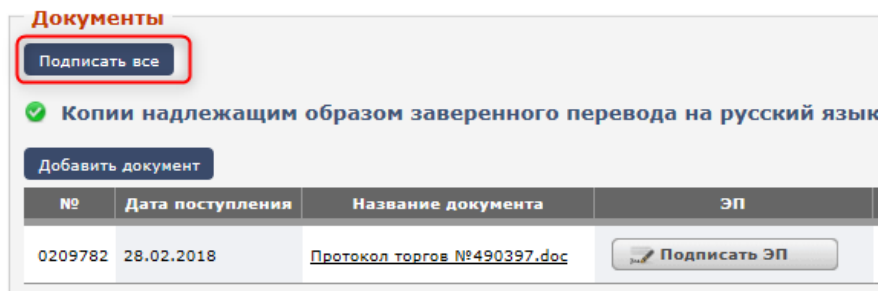 Документы
Подписать все
Копии надлежащим образом заверенного перевода на русский язык
Добавить документ
№ Дата поступления Название документа ЭП
0209782 28.02.2018 Протокол торгов №490397.doc Подписать ЭП